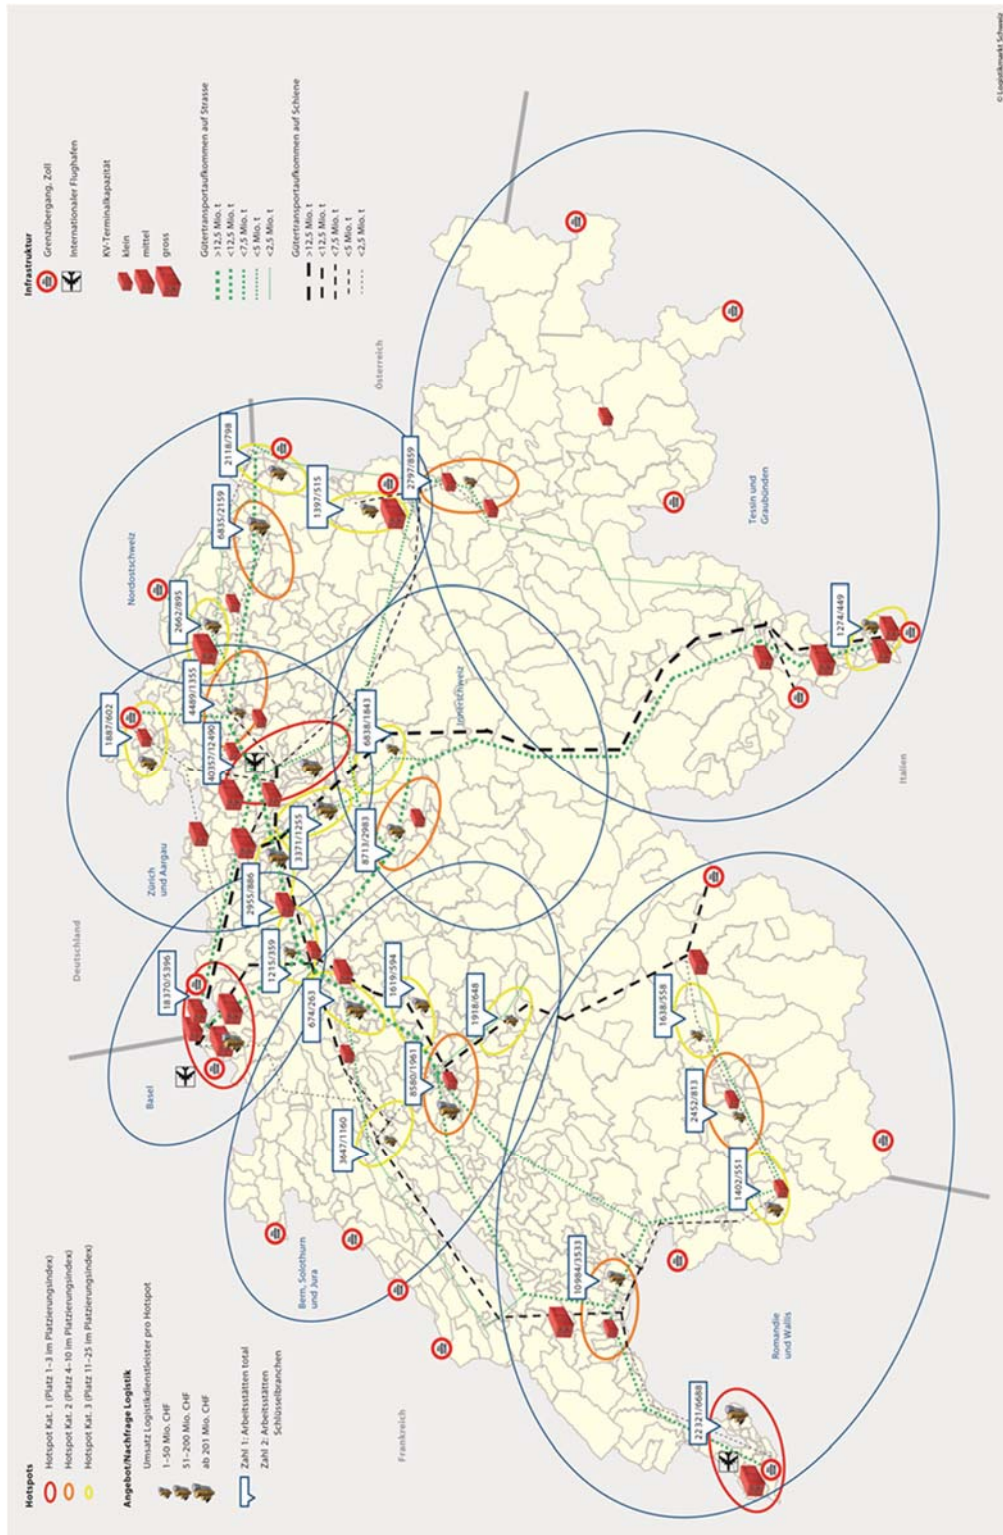 Hotspots
Hotspot Kat. 1 (Platz 1–3 im Platzierungsindex)
Hotspot Kat. 2 (Platz 4–10 im Platzierungsindex)
Hotspot Kat. 3 (Platz 11–25 im Platzierungsindex)
Angebot/Nachfrage Logistik
Umsatz Logistikdienstleister pro Hotspot
1–50 Mio. CHF
51–200 Mio. CHF
ab 201 Mio. CHF
Zahl 1: Arbeitsstätten total
Zahl 2: Arbeitsstätten
Schlüsselbranchen
Infrastruktur
Grenzübergang, Zoll
Internationaler Flughafen
KV-Terminalkapazität
klein
mittel
gross
Gütertransportaufkommen auf Strasse
>12,5 Mio. t
<12,5 Mio. t
<7,5 Mio. t
<5 Mio. t
<2,5 Mio. t
Gütertransportaufkommen auf Schiene
>12,5 Mio. t
<12,5 Mio. t
<7,5 Mio. t
<5 Mio. t
<2,5 Mio. t
Deutschland
Basel
18370/5396
Zürich
und Aargau
1887/602
Nordostschweiz
4489/1355
2662/895
6835/2159
2118/798
40357/12490
2955/886
3371/1255
1215/359
1397/515
Österreich
Bern, Solothurn
und Jura
674/263
1619/594
8713/2983
6838/1843
2797/859
Innerschweiz
3647/1160
8580/1961
1918/648
Frankreich
10984/3533
1638/558
2452/813
1402/551
Tessin und
Graubünden
22321/6688
Romandie
und Wallis
1274/449
Italien
© Logistikmarkt Schweiz